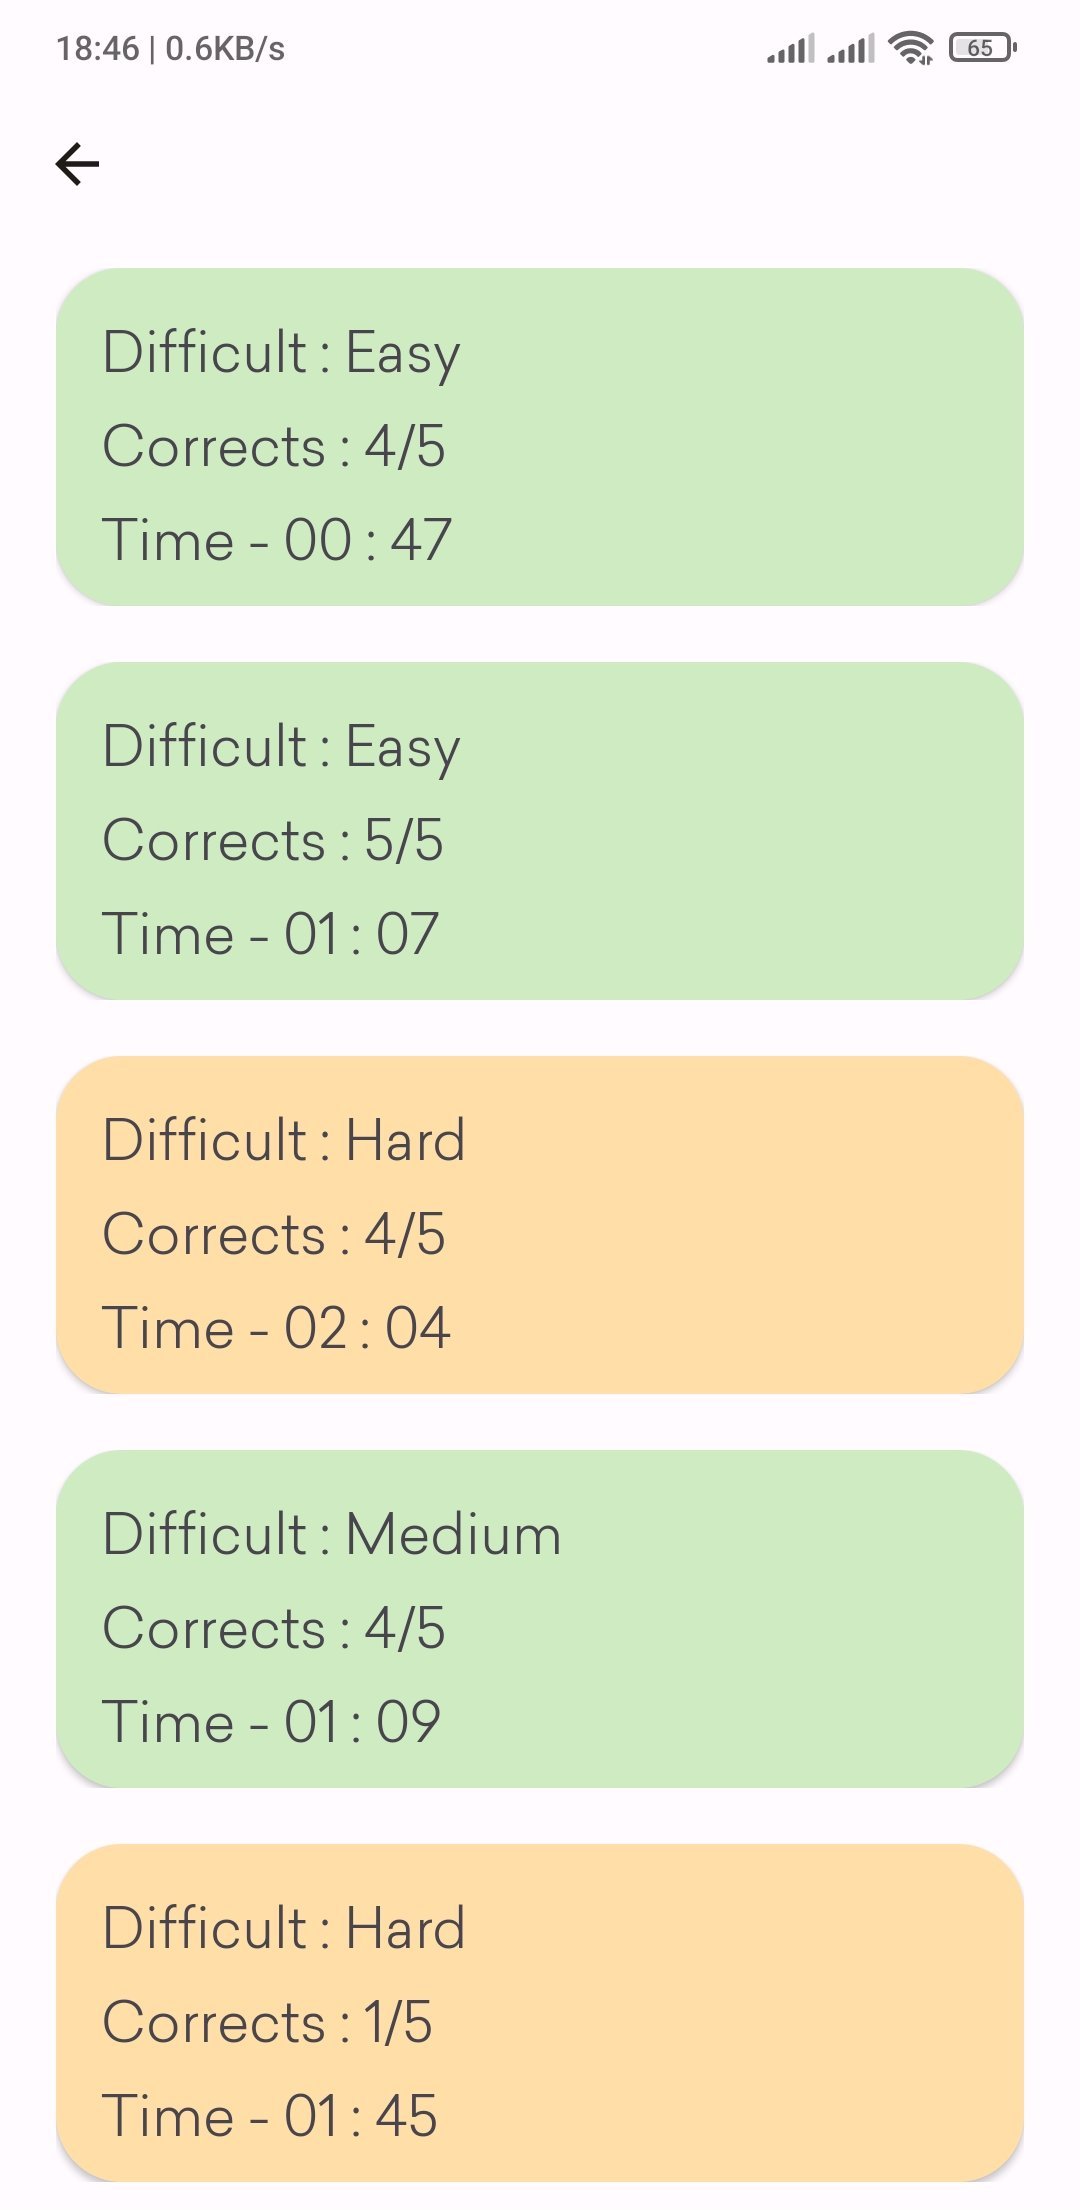 18:46 | 0.6KB/s 65
Difficult : Easy
Corrects : 4/5
Time - 00 : 47
Difficult : Easy
Corrects : 5/5
Time - 01 : 07
Difficult : Hard
Corrects : 4/5
Time - 02 : 04
Difficult : Medium
Corrects : 4/5
Time - 01 : 09
Difficult : Hard
Corrects : 1/5
Time - 01 : 45